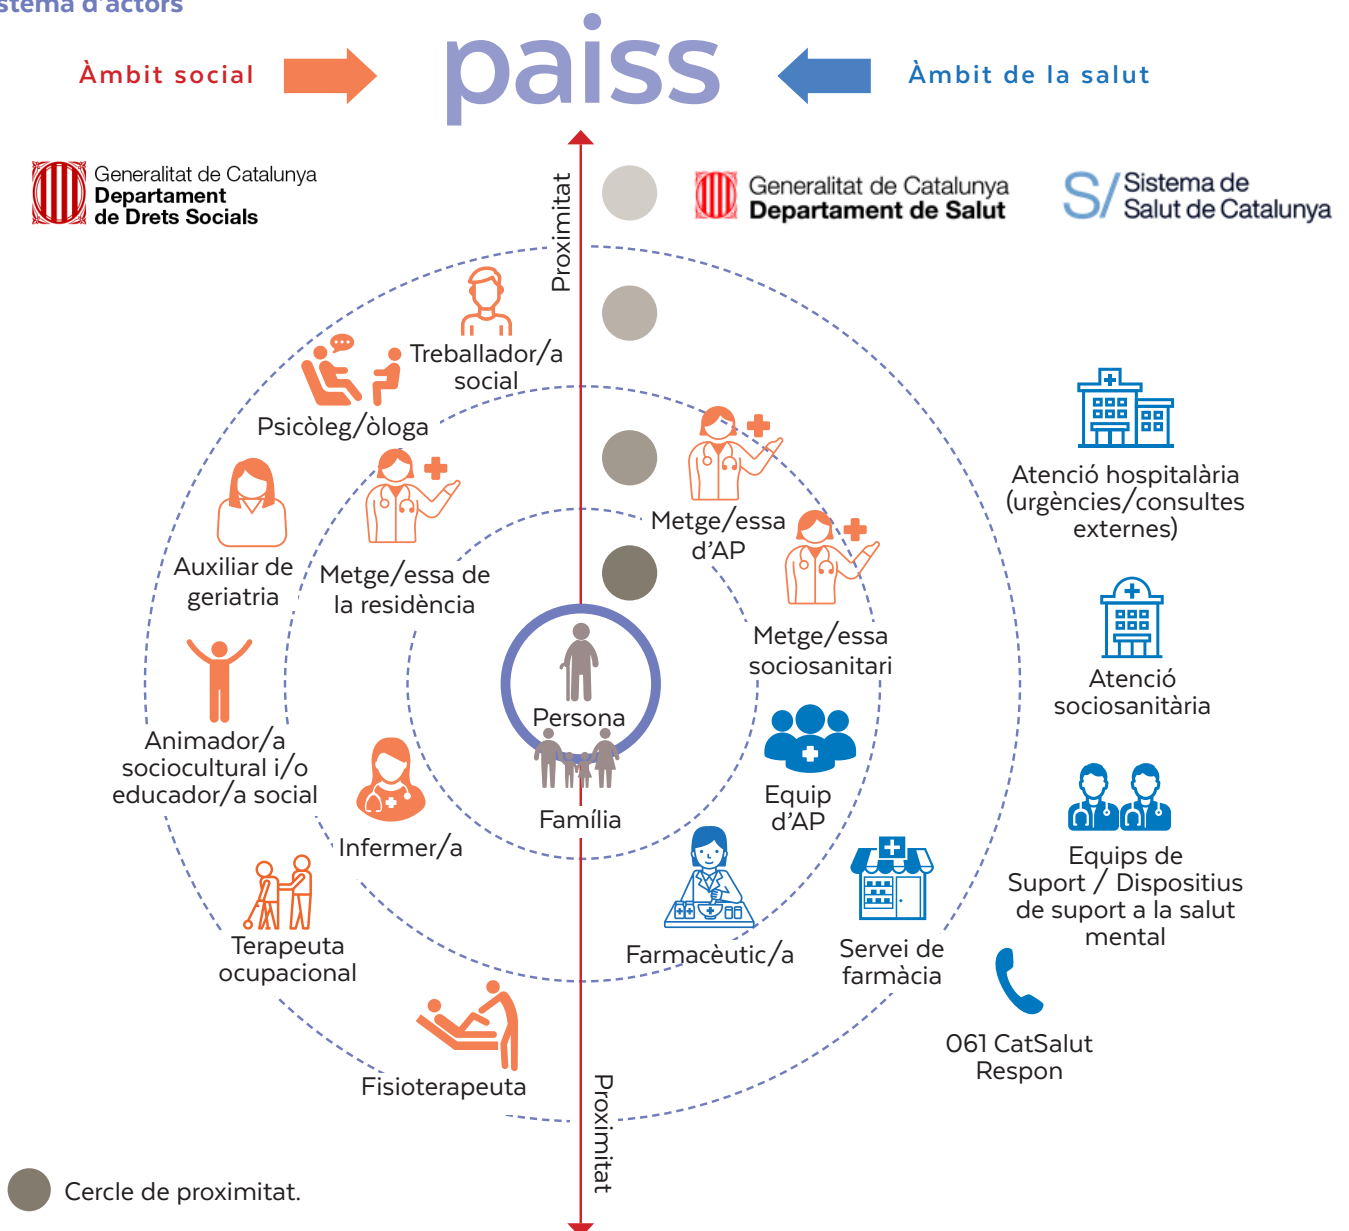 stema d'actors
paiss
Àmbit social
Àmbit de la salut
Generalitat de Catalunya
Departament
de Drets Socials
Generalitat de Catalunya
Departament de Salut
S/ Sistema de
Salut de Catalunya
Proximitat
Treballador/a
social
Psicòleg/òloga
Auxiliar de
geriatria
Metge/essa de
la residència
Metge/essa
d'AP
Metge/essa
sociosanitari
Atenció hospitalària
(urgències/consultes
externes)
Atenció
sociosanitària
Persona
Família
Animador/a
sociocultural i/o
educador/a social
Infermer/a
Equip
d'AP
Equips de
Suport / Dispositius
de suport a la salut
mental
Terapeuta
ocupacional
Farmacèutic/a
Servei de
farmàcia
061 CatSalut
Respon
Fisioterapeuta
Proximitat
Cercle de proximitat.